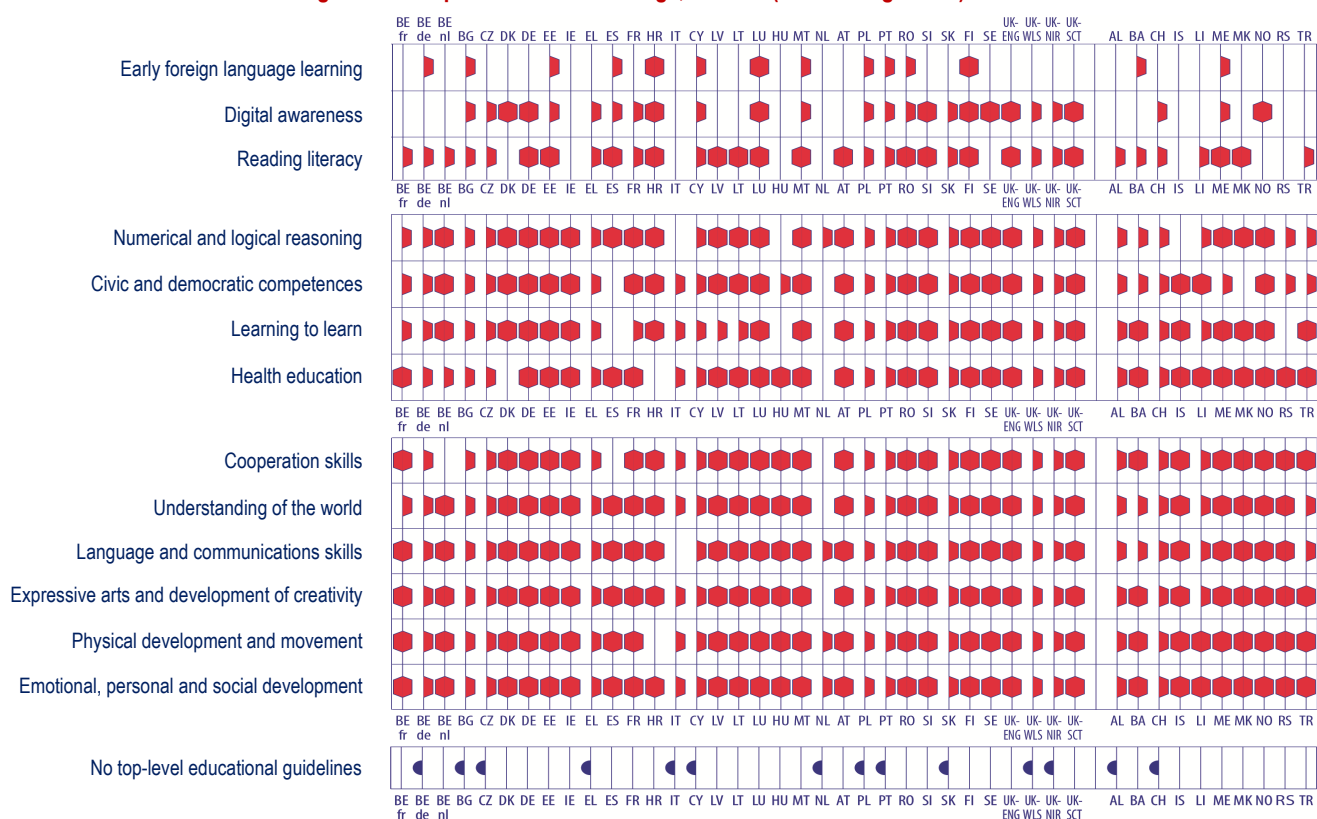 BE BE BE UK- UK- UK- UK-
fr de nl BG CZ DK DE EE IE EL ES FR HR IT CY LV LT LU HU MT NL AT PL PT RO SI SK FI SE ENG WLS NIR SCT AL BA CH IS LI ME MK NO RS TR
Early foreign language learning
Digital awareness
Reading literacy
BE BE BE BG CZ DK DE EE IE EL ES FR HR IT CY LV LT LU HU MT NL AT PL PT RO SI SK FI SE UK- UK- UK- UK- AL BA CH IS LI ME MK NO RS TR
fr de nl ENG WLS NIR SCT
Numerical and logical reasoning
Civic and democratic competences
Learning to learn
Health education
BE BE BE BG CZ DK DE EE IE EL ES FR HR IT CY LV LT LU HU MT NL AT PL PT RO SI SK FI SE UK- UK- UK- UK- AL BA CH IS LI ME MK NO RS TR
fr de nl ENG WLS NIR SCT
Cooperation skills
Understanding of the world
Language and communications skills
Expressive arts and development of creativity
Physical development and movement
Emotional, personal and social development
BE BE BE BG CZ DK DE EE IE EL ES FR HR IT CY LV LT LU HU MT NL AT PL PT RO SI SK FI SE UK- UK- UK- UK- AL BA CH IS LI ME MK NO RS TR
fr de nl ENG WLS NIR SCT
No top-level educational guidelines
BE BE BE BG CZ DK DE EE IE EL ES FR HR IT CY LV LT LU HU MT NL AT PL PT RO SI SK FI SE UK- UK- UK- UK- AL BA CH IS LI ME MK NO RS TR
fr de nl ENG WLS NIR SCT